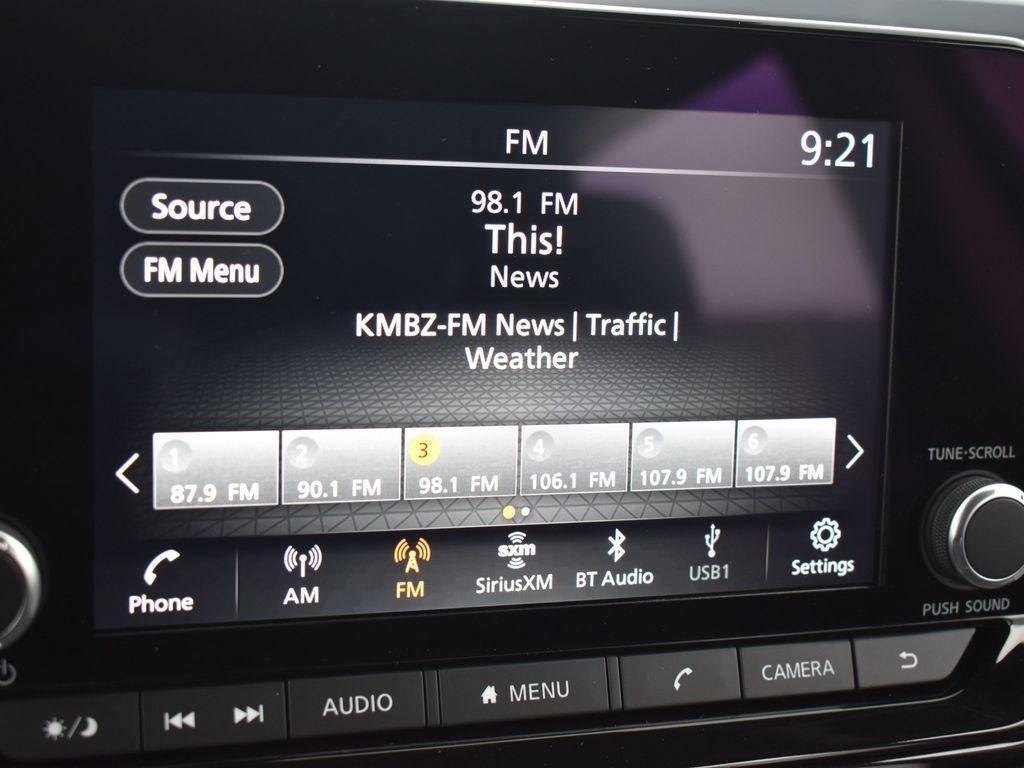 FM
9:21
Source
98.1 FM
This!
FM Menu
News
KMBZ-FM News | Traffic |
Weather
1
2
3
4
5
6
87.9 FM
90.1 FM
98.1 FM
106.1 FM
107.9 FM
107.9 FM
TUNE·SCROLL
Phone
AM
FM
sxm
SiriusXM
BT Audio
USB1
Settings
PUSH SOUND
AUDIO
MENU
CAMERA